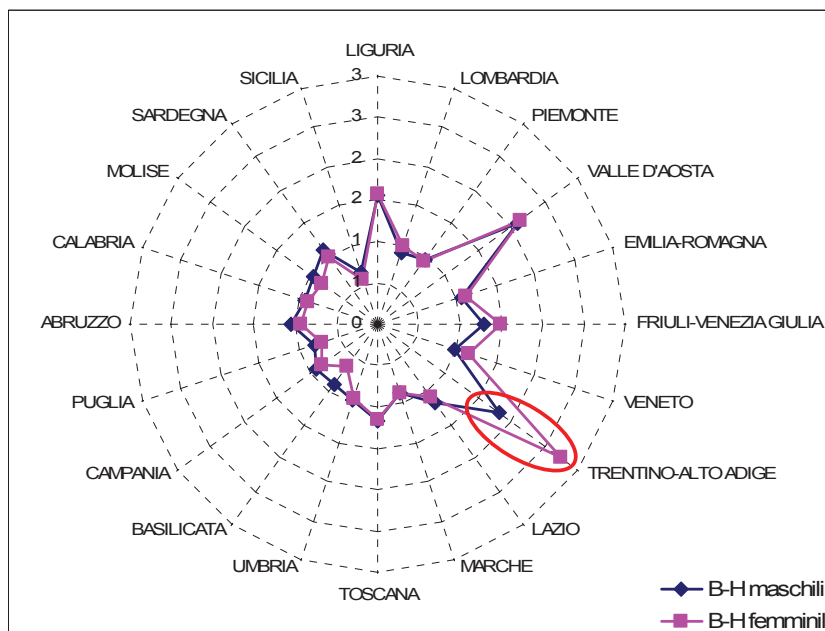 LIGURIA
LOMBARDIA
PIEMONTE
VALLE D'AOSTA
EMILIA-ROMAGNA
FRIULI-VENEZIA GIULIA
VENETO
TRENTINO-ALTO ADIGE
LAZIO
MARCHE
TOSCANA
UMBRIA
BASILICATA
CAMPANIA
PUGLIA
ABRUZZO
CALABRIA
MOLISE
SARDEGNA
SICILIA
3
3
2
2
1
1
0
B-H maschili
B-H femminil